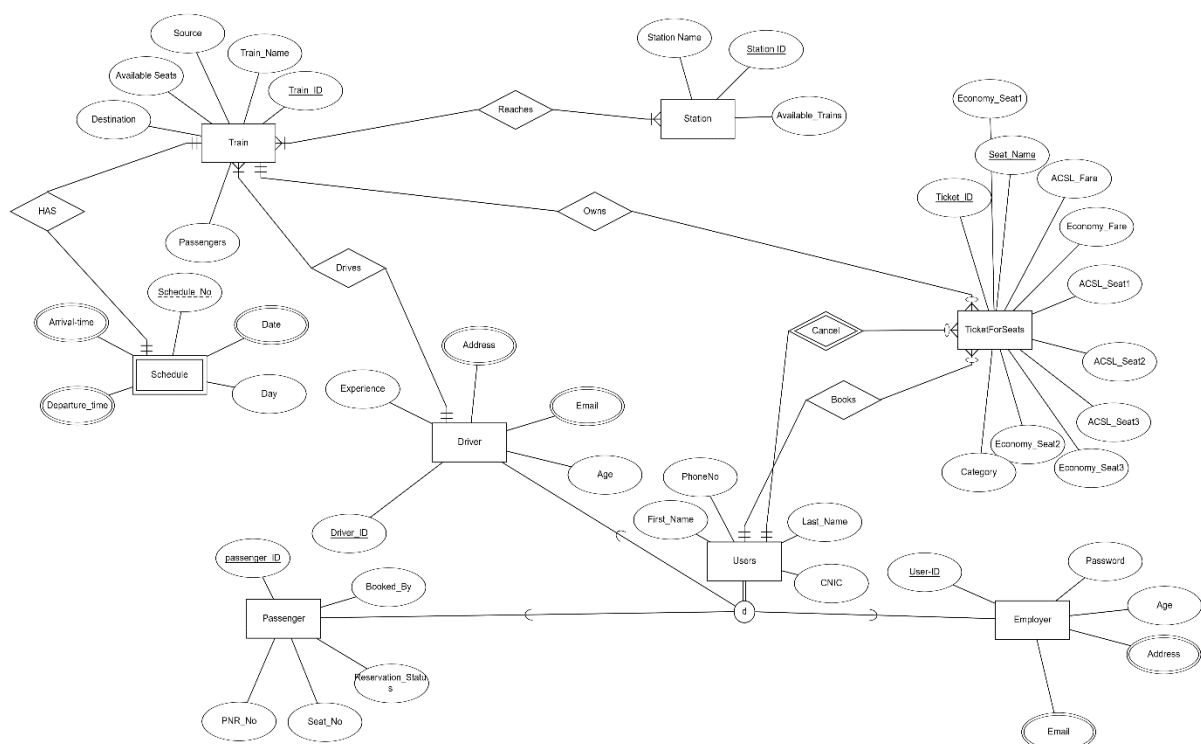 Source
Train_Name
Available Seats
Train_ID
Destination
Train
Passengers
Reaches
Station Name
Station ID
Station
Available_Trains
HAS
Owns
Drives
Economy_Seat1
Seat_Name
ACSL_Fare
Ticket_ID
Economy_Fare
ACSL_Seat1
TicketForSeats
ACSL_Seat2
ACSL_Seat3
Economy_Seat2
Economy_Seat3
Category
Schedule_No
Arrival-time
Date
Schedule
Departure_time
Day
Address
Experience
Email
Driver
Age
Driver_ID
Cancel
Books
PhoneNo
First_Name
Last_Name
Users
CNIC
d
passenger_ID
Booked_By
Passenger
Reservation_Statu
s
PNR_No
Seat_No
User-ID
Password
Age
Employer
Address
Email